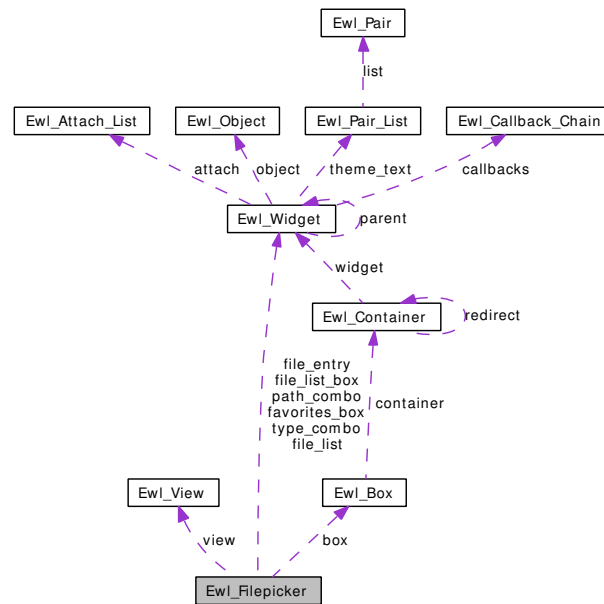 Ewl_Pair
list
Ewl_Attach_List
Ewl_Object
Ewl_Pair_List
Ewl_Callback_Chain
attach
object
theme_text
callbacks
Ewl_Widget
parent
widget
Ewl_Container
redirect
file_entry
file_list_box
path_combo
favorites_box
type_combo
file_list
container
Ewl_View
Ewl_Box
view
box
Ewl_Filepicker